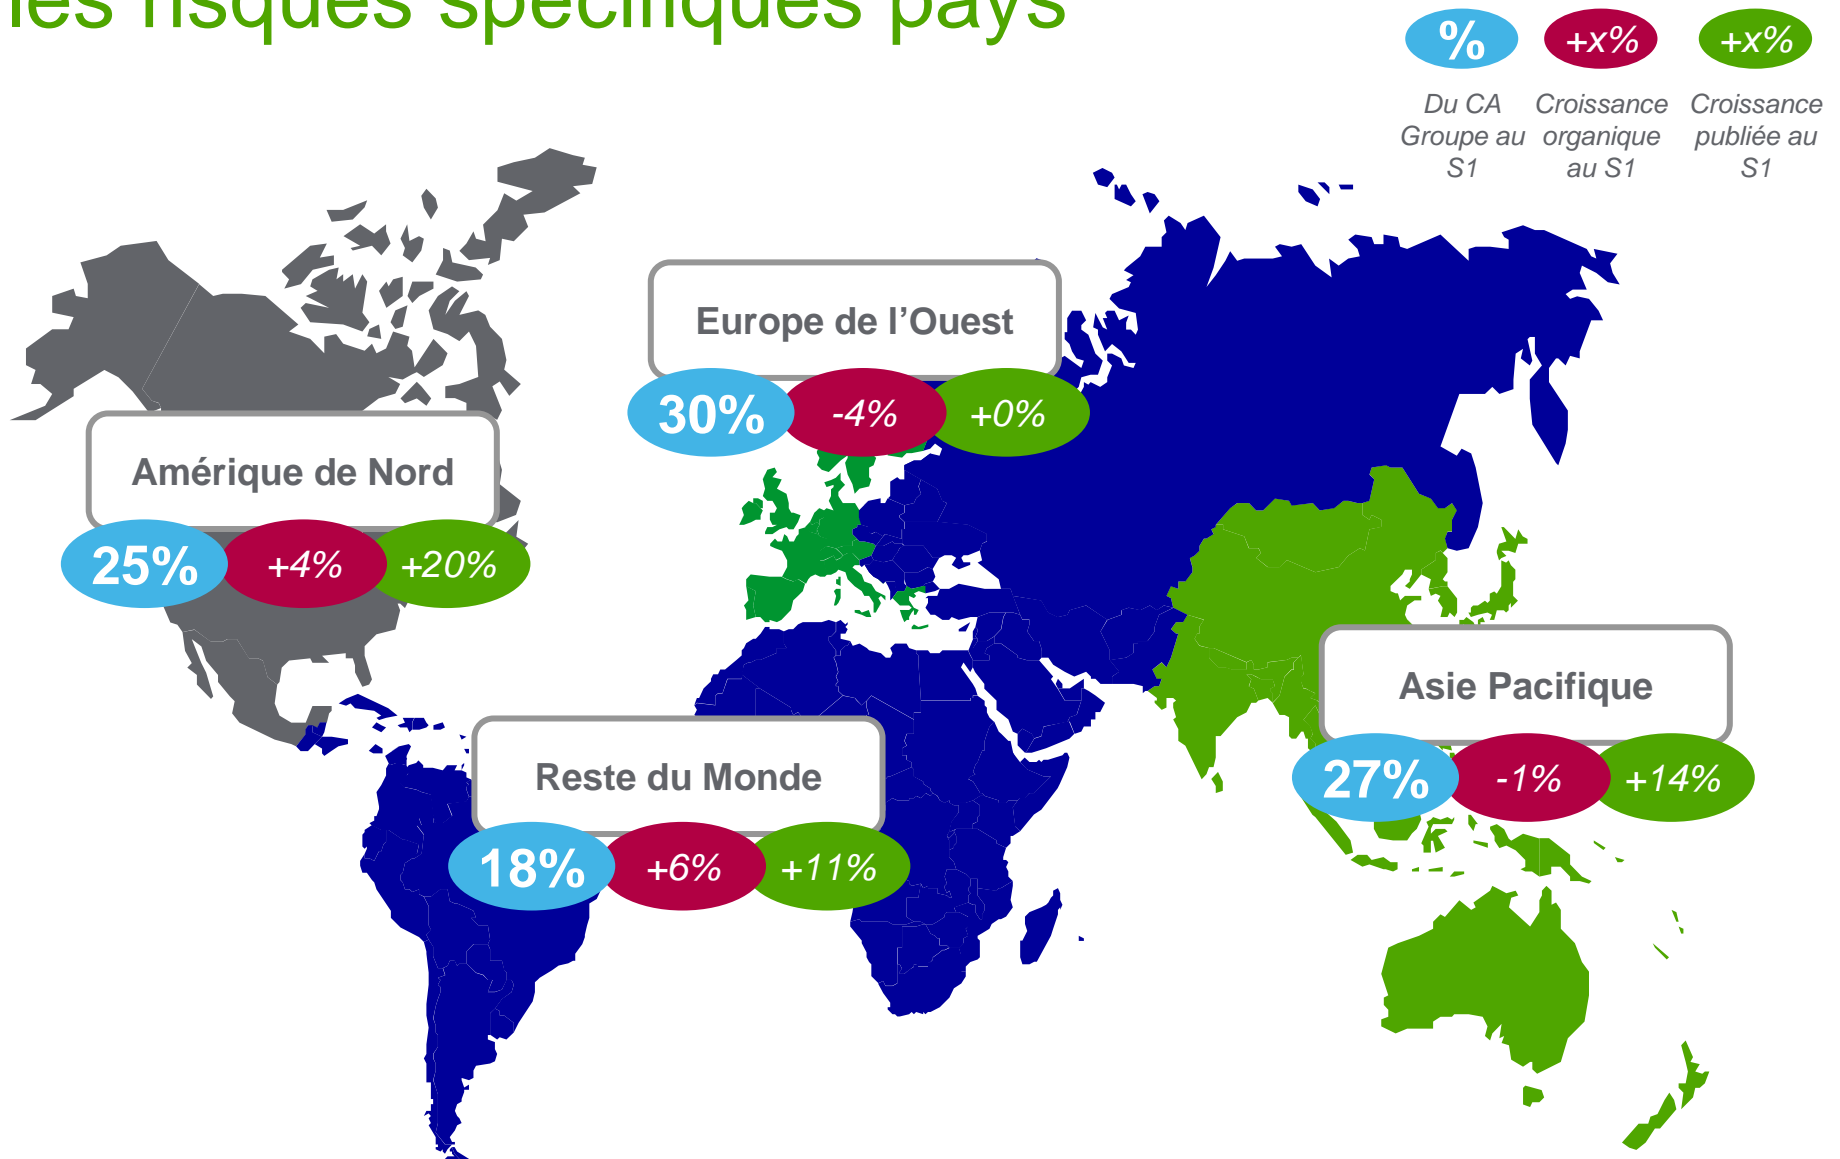 les risques spécifiques pays
%
+x%
+x%
Du CA
Groupe au
S1
Croissance
organique
au S1
Croissance
publiée au
S1
Europe de l’Ouest
30%
-4%
+0%
Amérique de Nord
25%
+4%
+20%
Asie Pacifique
27%
-1%
+14%
Reste du Monde
18%
+6%
+11%